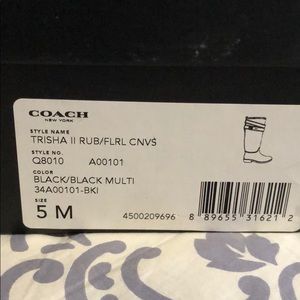 COACH
NEW YORK
STYLE NAME
TRISHA II RUB/FLRL CNVS
STYLE NO.
Q8010 A00101
COLOR
BLACK/BLACK MULTI
34A00101-BKI
SIZE
5 M
4500209696
8 89655 31621 2